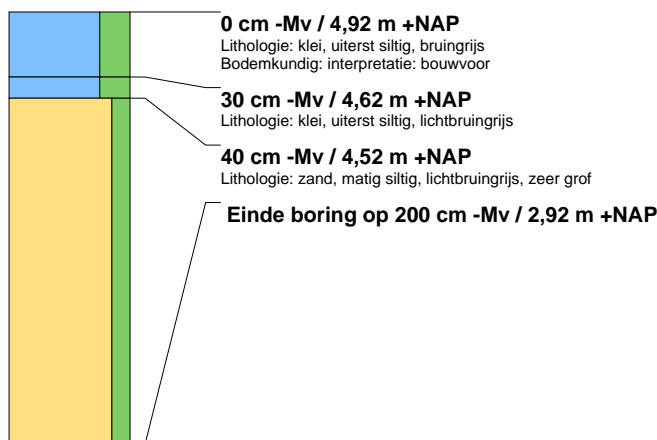 0 cm -Mv / 4,92 m +NAP
Lithologie: klei, uiterst siltig, bruingrijs
Bodemkundig: interpretatie: bouwvoor
30 cm -Mv / 4,62 m +NAP
Lithologie: klei, uiterst siltig, lichtbruingrijs
40 cm -Mv / 4,52 m +NAP
Lithologie: zand, matig siltig, lichtbruingrijs, zeer grof
Einde boring op 200 cm -Mv / 2,92 m +NAP